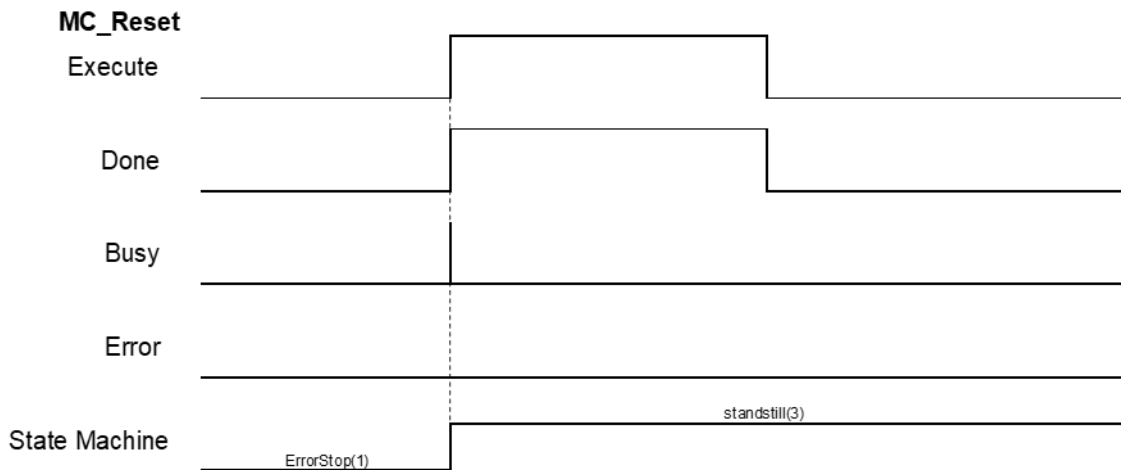 MC_Reset
Execute
Done
Busy
Error
standstill(3)
State Machine
ErrorStop(1)